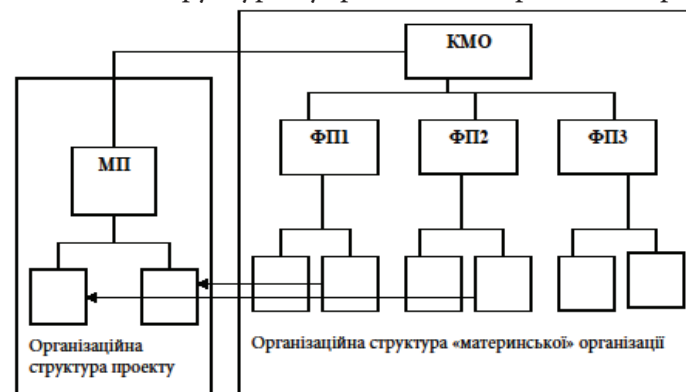 КМО
ФП1
ФП2
ФП3
МП
Організаційна
структура проекту
Організаційна структура «материнської» організації